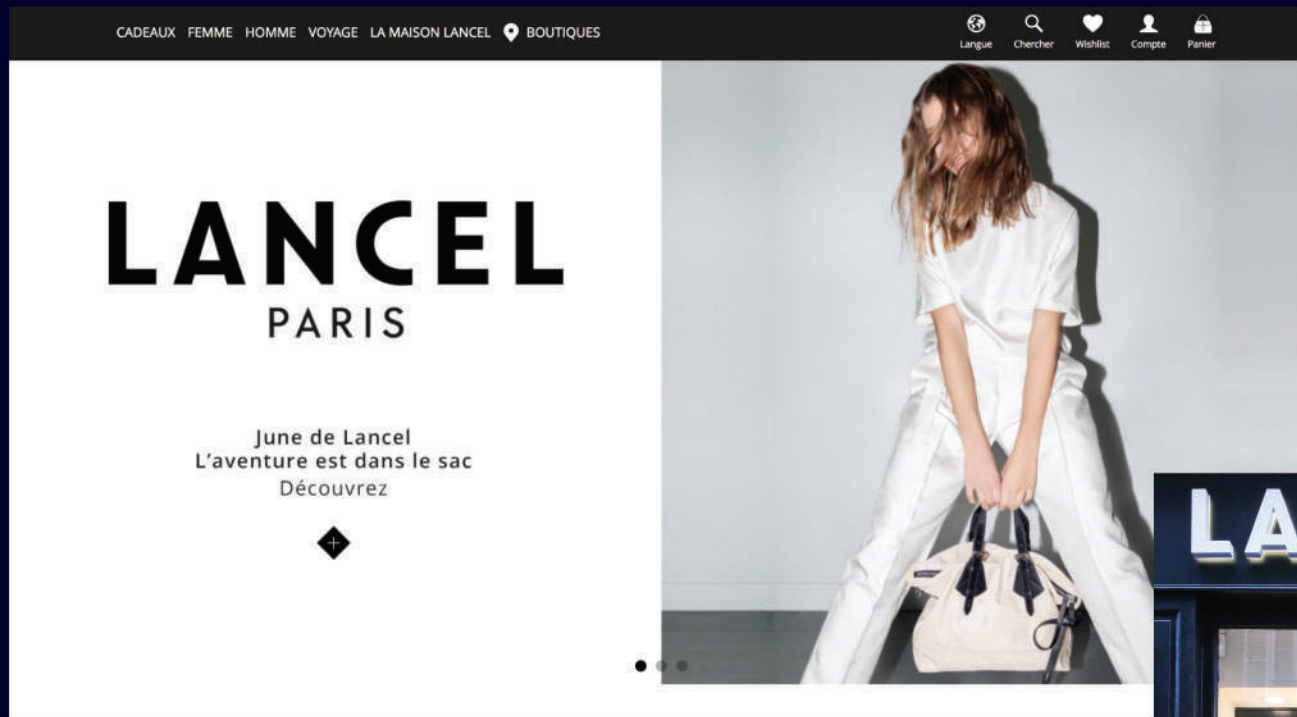 CADEAUX FEMME HOMME VOYAGE LA MAISON LANCEL BOUTIQUES
Langue Chercher Wishlist Compte Panier
LANCEL
PARIS
June de Lancel
L'aventure est dans le sac
Découvrez
LA